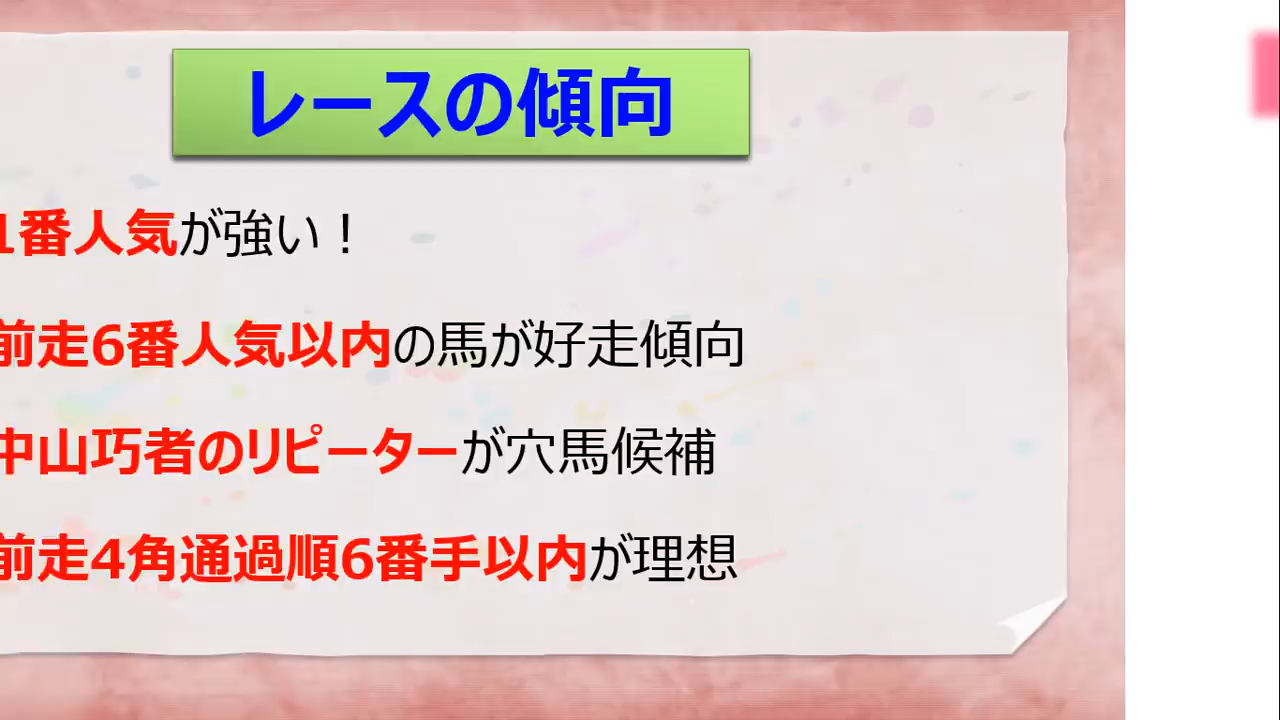 レースの傾向
1番人気が強い！
前走6番人気以内の馬が好走傾向
中山巧者のリピーターが穴馬候補
前走4角通過順6番手以内が理想